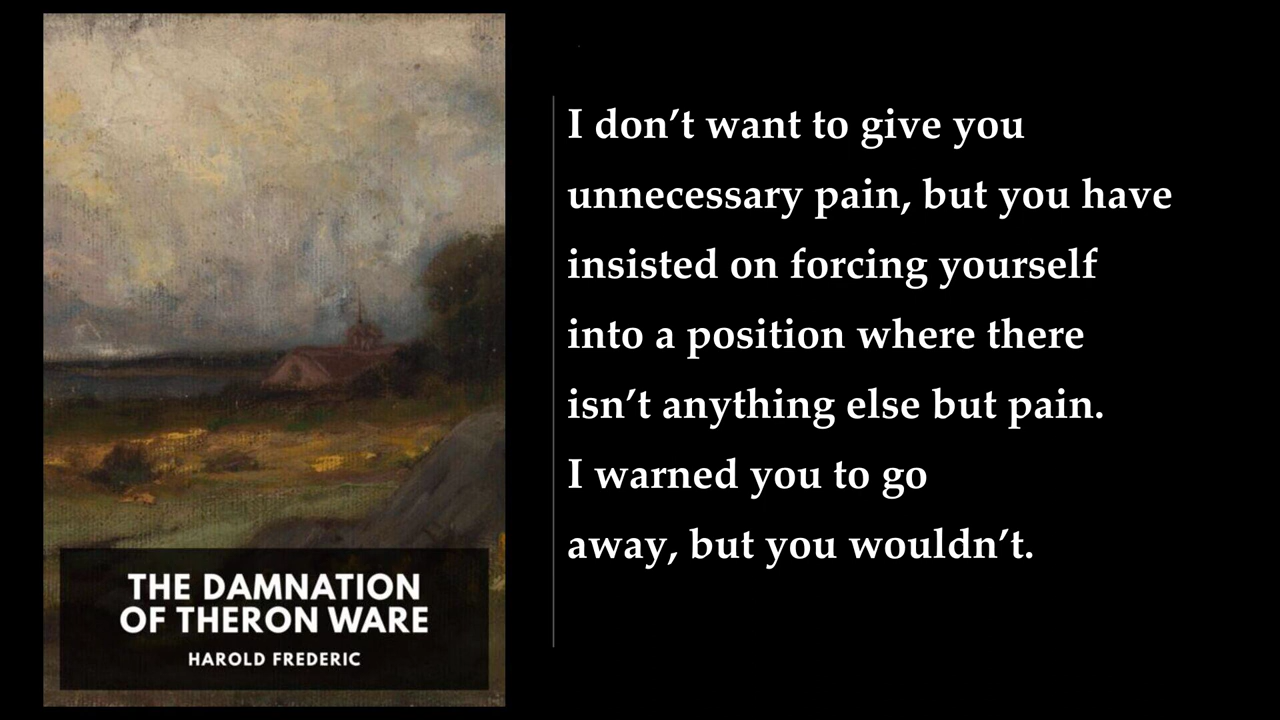 THE DAMNATION
OF THERON WARE
HAROLD FREDERIC
I don’t want to give you
unnecessary pain, but you have
insisted on forcing yourself
into a position where there
isn’t anything else but pain.
I warned you to go
away, but you wouldn’t.